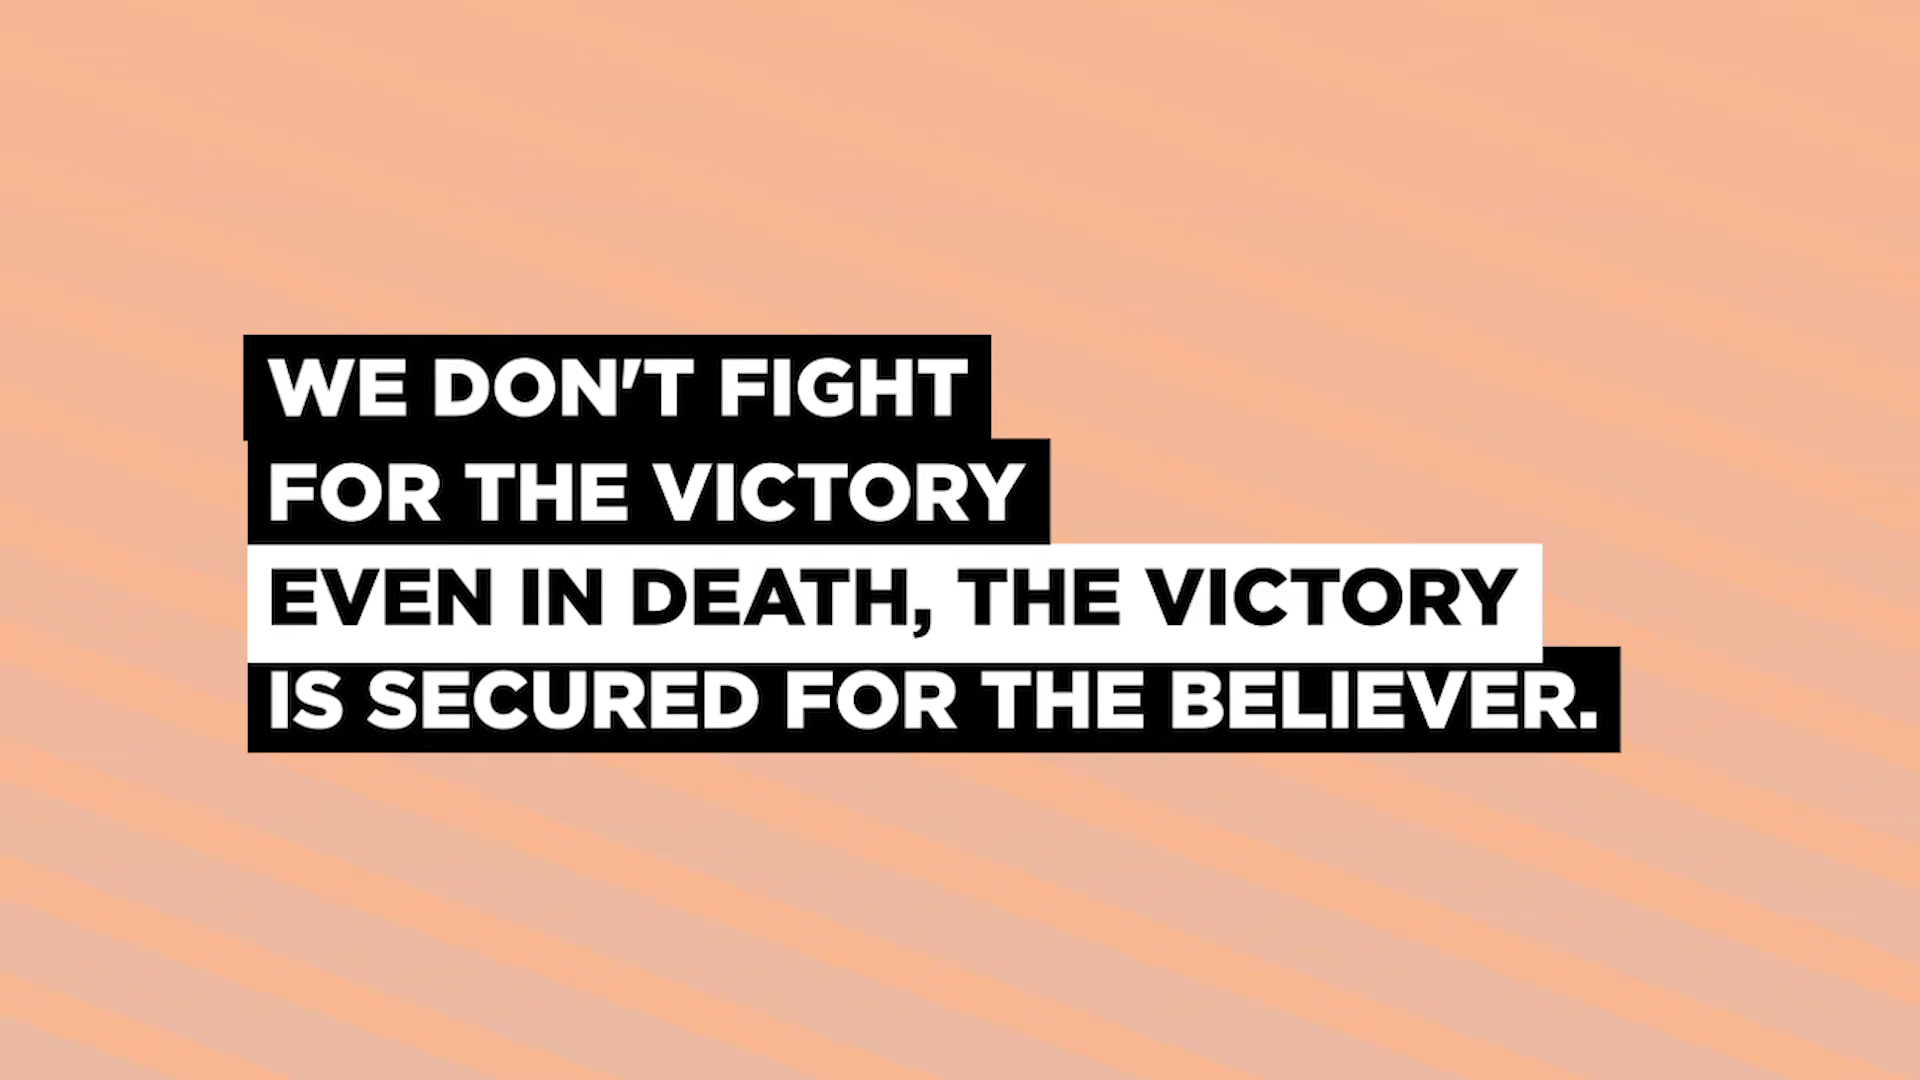 WE DON'T FIGHT
FOR THE VICTORY
EVEN IN DEATH, THE VICTORY
IS SECURED FOR THE BELIEVER.